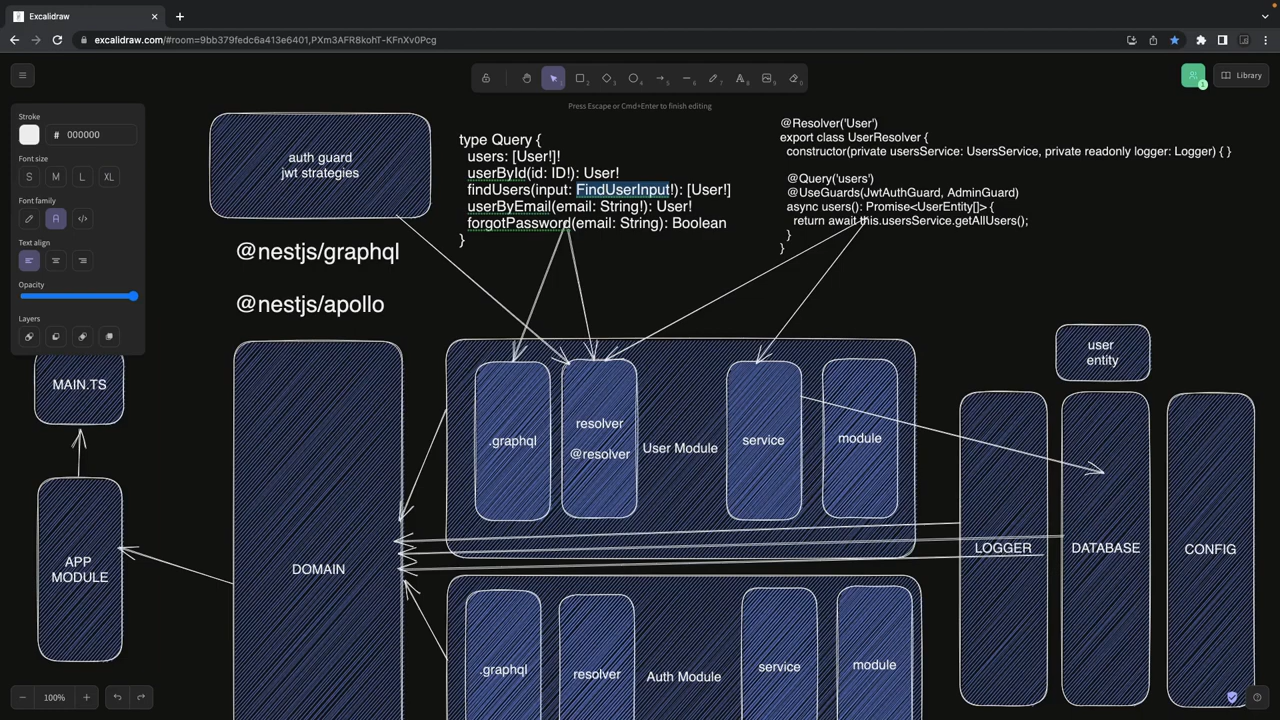 Excalidraw
excalidraw.com/#room=9bb379fedc6a413e6401,PXm3AFR8kohT-KFnXv0Pcg
Library
Press Escape or Cmd+Enter to finish editing
Stroke
# 000000
Font size
S M L XL
Font family
A
Text align
Opacity
Layers
auth guard
jwt strategies
@nestjs/graphql
@nestjs/apollo
type Query {
users: [User!]!
userById(id: ID!): User!
findUsers(input: FindUserInput!): [User!]
userByEmail(email: String!): User!
forgotPassword(email: String): Boolean
}
@Resolver('User')
export class UserResolver {
constructor(private usersService: UsersService, private readonly logger: Logger) { }
@Query('users')
@UseGuards(JwtAuthGuard, AdminGuard)
async users(): Promise<UserEntity[]> {
return await this.usersService.getAllUsers();
}
}
MAIN.TS
APP
MODULE
DOMAIN
.graphql
resolver
@resolver
User Module
service
module
user
entity
LOGGER
DATABASE
CONFIG
.graphql
resolver
Auth Module
service
module
100%